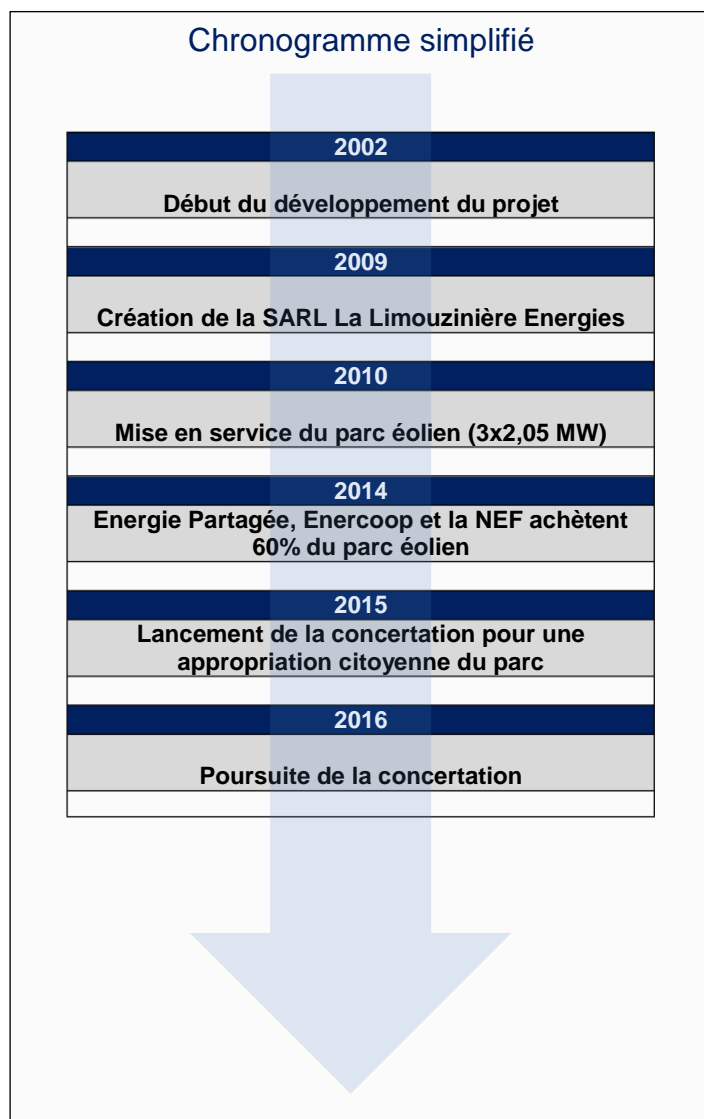 Chronogramme simplifié
2002
Début du développement du projet
2009
Création de la SARL La Limouzinière Energies
2010
Mise en service du parc éolien (3x2,05 MW)
2014
Energie Partagée, Enercoop et la NEF achètent
60% du parc éolien
2015
Lancement de la concertation pour une
appropriation citoyenne du parc
2016
Poursuite de la concertation